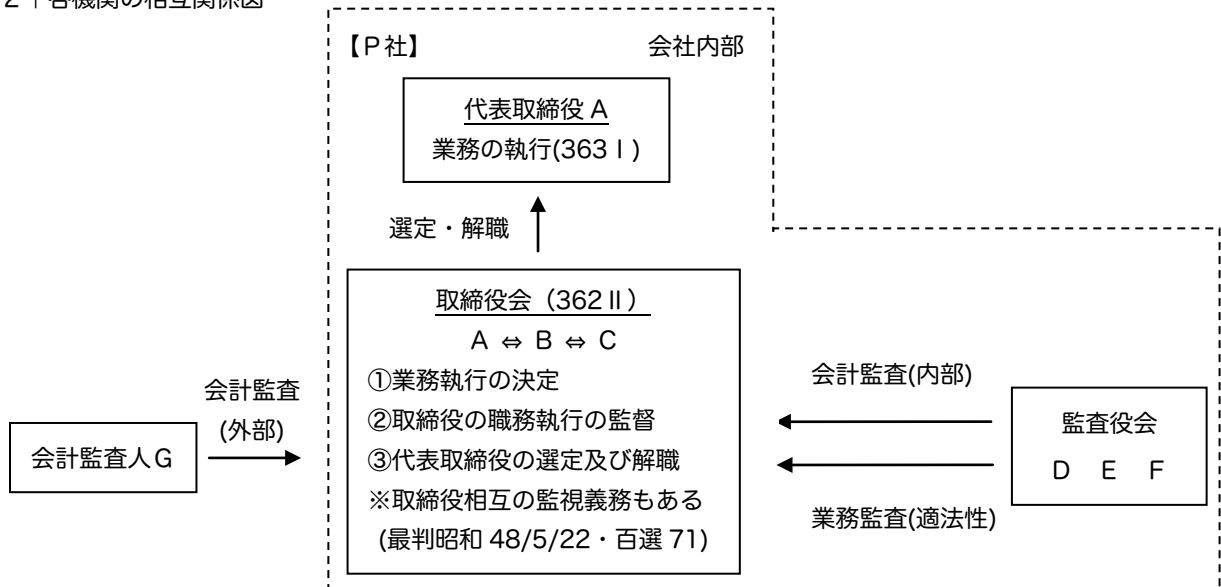 ２｜各機関の相互関係図
【Ｐ社】 会社内部
代表取締役 A
業務の執行(363Ⅰ)
選定・解職
取締役会（362Ⅱ）
A ⇔ B ⇔ C
①業務執行の決定
②取締役の職務執行の監督
③代表取締役の選定及び解職
※取締役相互の監視義務もある
(最判昭和 48/5/22・百選 71)
会計監査
(外部)
会計監査人G
会計監査(内部)
監査役会
D E F
業務監査(適法性)